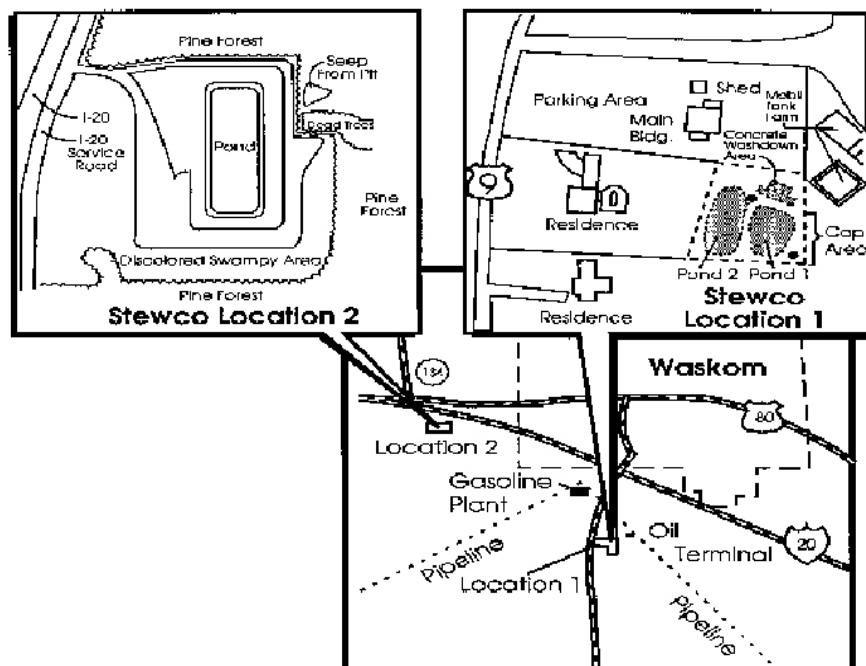 Pine Forest
Seep
From Pit
Dead Trees
I-20
I-20
Service
Road
Pond
Pine
Forest
Discolored Swampy Area
Pine Forest
Stewco Location 2
Parking Area
Shed
Mobil
Tank
Farm
Main
Bldg.
Concrete
Washdown
Area
9
Residence
Cap
Area
Pond 2
Pond 1
Residence
Stewco
Location 1
134
Waskom
80
Location 2
Gasoline
Plant
Oil
Terminal
20
Pipeline
Location 1
Pipeline